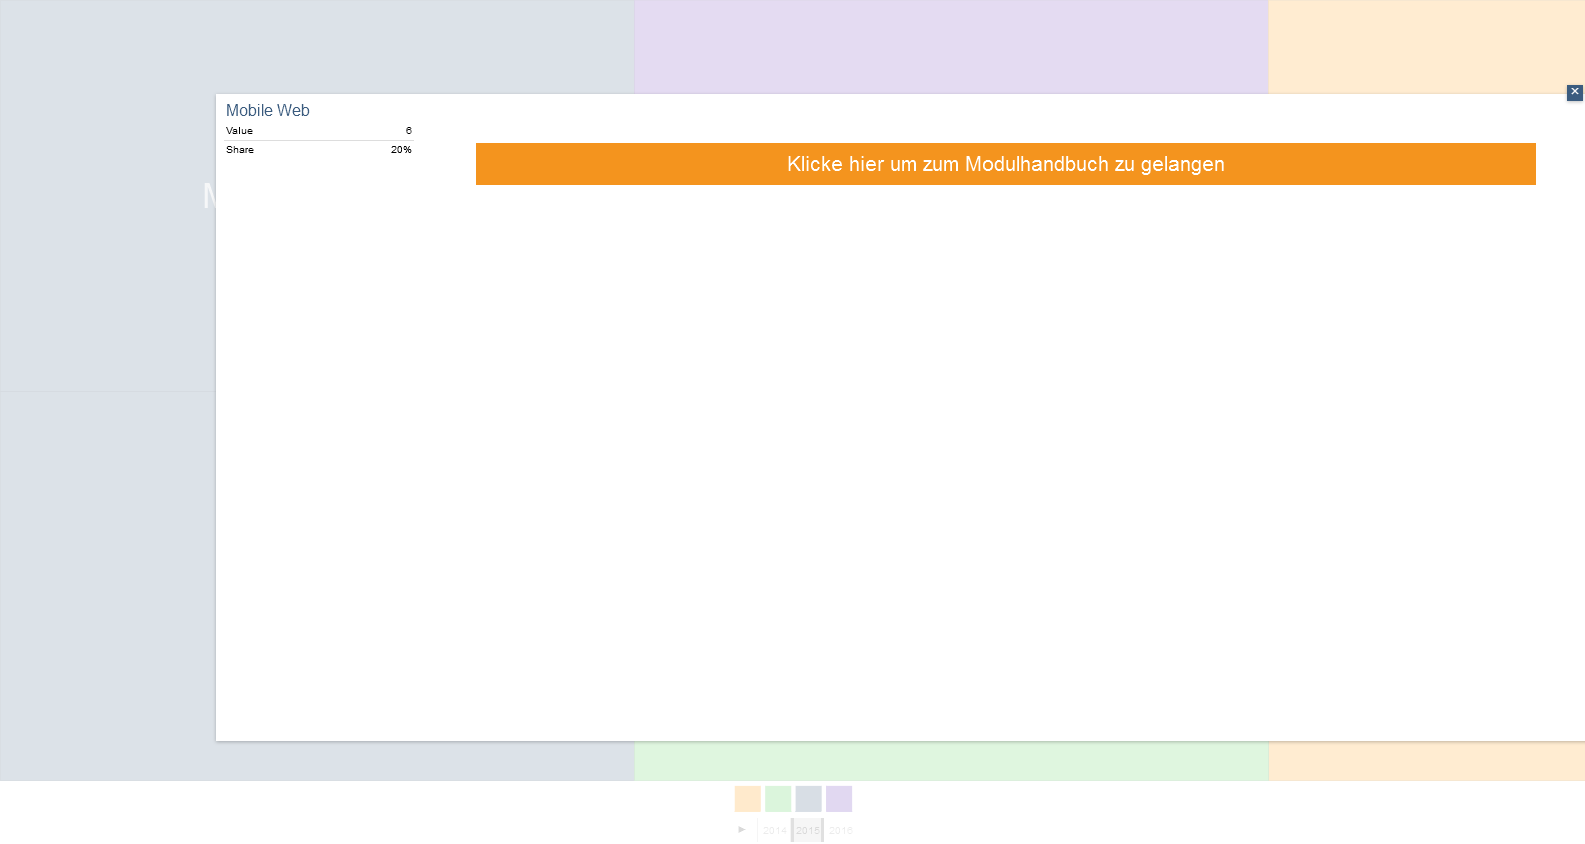 Mobile Web
Value 6
Share 20%
Klicke hier um zum Modulhandbuch zu gelangen
2014 2015 2016